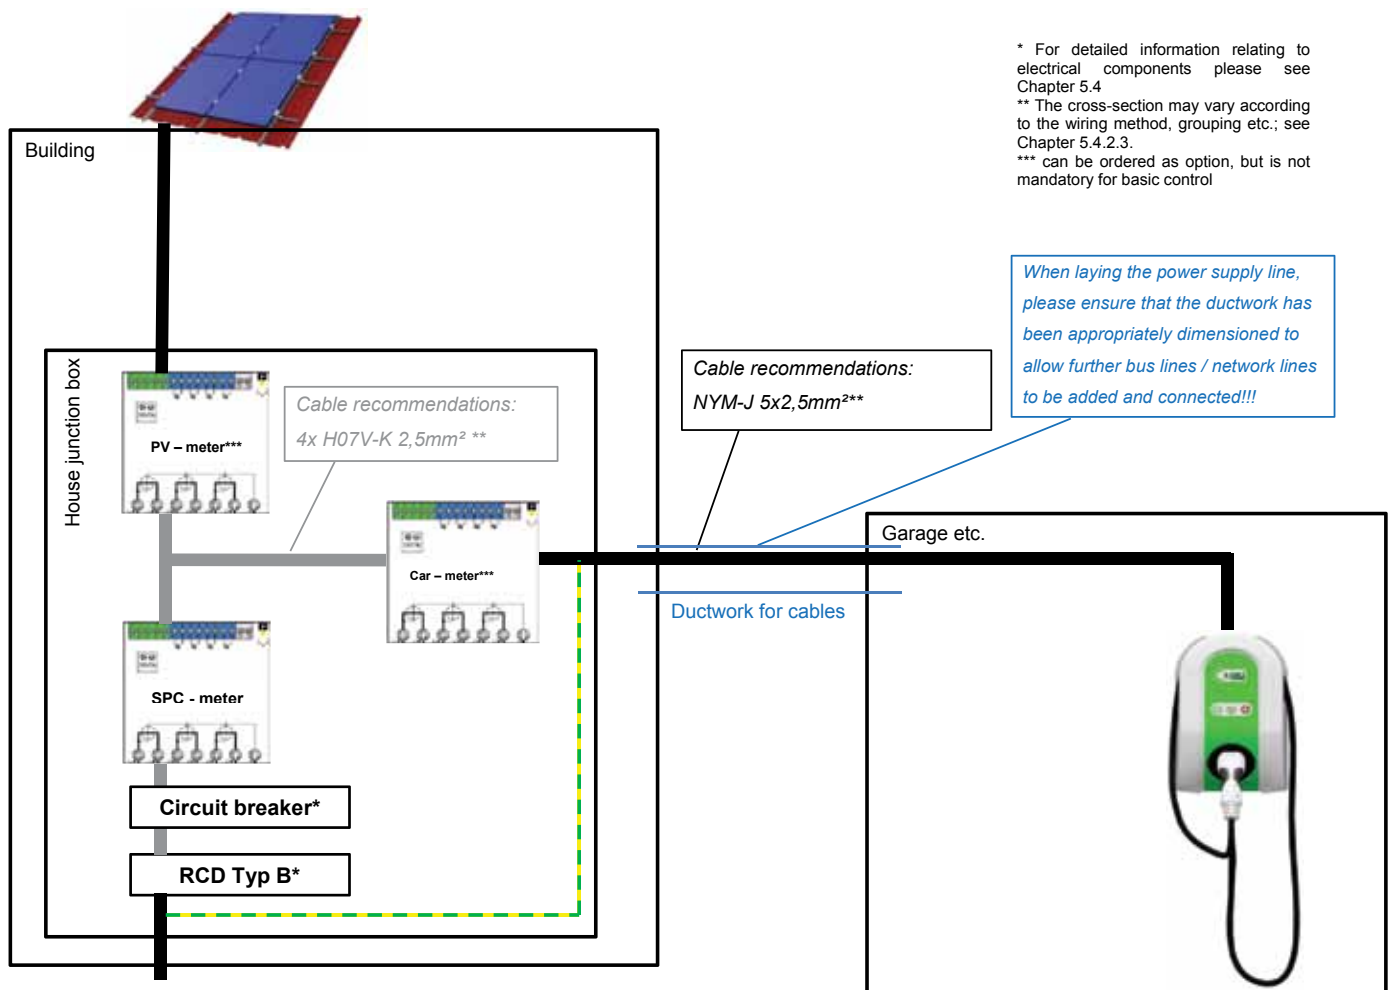 * For detailed information relating to
electrical components please see
Chapter 5.4
** The cross-section may vary according
to the wiring method, grouping etc.; see
Chapter 5.4.2.3.
*** can be ordered as option, but is not
mandatory for basic control
Building
When laying the power supply line,
please ensure that the ductwork has
been appropriately dimensioned to
allow further bus lines / network lines
to be added and connected!!!
House junction box
Cable recommendations:
NYM-J 5x2,5mm²**
Cable recommendations:
4x H07V-K 2,5mm² **
PV – meter***
Garage etc.
Car – meter***
Ductwork for cables
SPC - meter
Circuit breaker*
RCD Typ B*